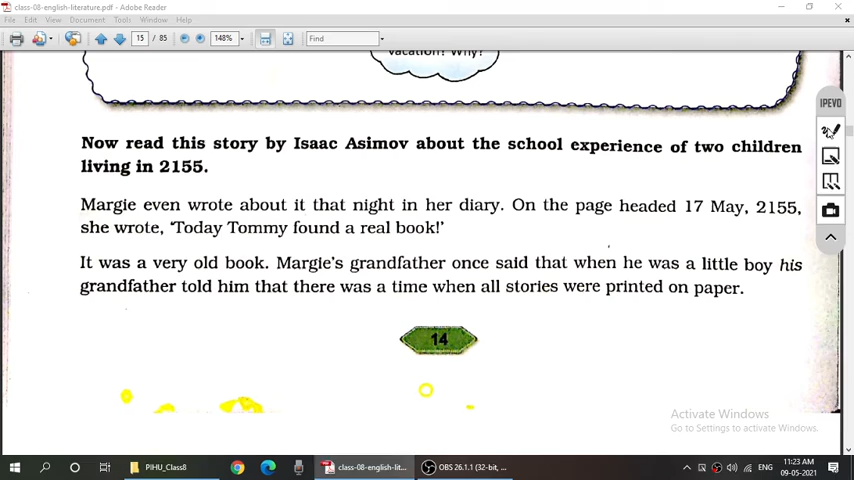 class-08-english-literature.pdf - Adobe Reader
File Edit View Document Tools Window Help
15 / 85 148% Find
vacation? Why?
IPEVO
Now read this story by Isaac Asimov about the school experience of two children
living in 2155.
Margie even wrote about it that night in her diary. On the page headed 17 May, 2155,
she wrote, 'Today Tommy found a real book!'
It was a very old book. Margie's grandfather once said that when he was a little boy his
grandfather told him that there was a time when all stories were printed on paper.
14
Activate Windows
Go to Settings to activate Windows.
PIHU_Class8 class-08-english-lit... OBS 26.1.1 (32-bit, ... ENG 11:23 AM
09-05-2021